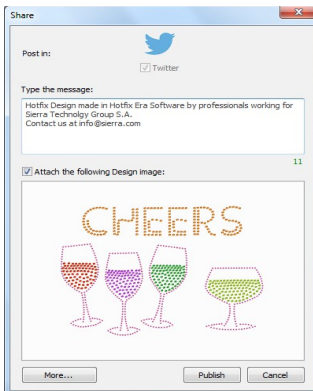 Share
Post in:
Twitter
Type the message:
Hotfix Design made in Hotfix Era Software by professionals working for
Sierra Technolgy Group S.A.
Contact us at info@sierra.com
11
Attach the following Design image:
CHEERS
More...
Publish
Cancel